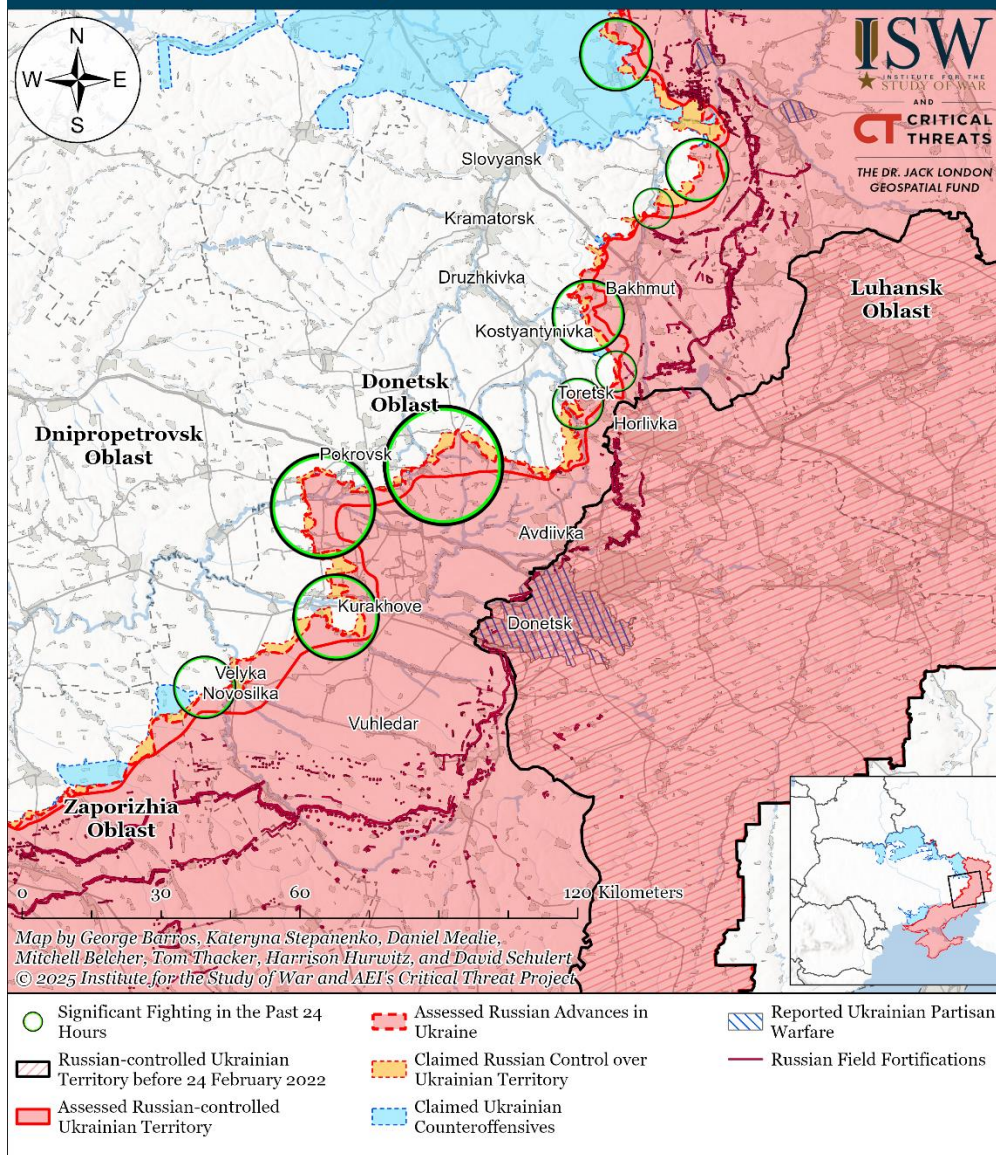 N
W
E
S
ISW
INSTITUTE FOR THE
STUDY OF WAR
AND
CT CRITICAL
THREATS
THE DR. JACK LONDON
GEOSPATIAL FUND
Slovyansk
Kramatorsk
Druzhkivka
Bakhmut
Luhansk
Oblast
Kostyantynivka
Donetsk
Oblast
Toretsk
Horlivka
Dnipropetrovsk
Oblast
Pokrovsk
Avdiivka
Kurakhove
Donetsk
Velyka
Novosilka
Vuhledar
Zaporizhia
Oblast
0 30 60 120 Kilometers
Map by George Barros, Kateryna Stepanenko, Daniel Mealie,
Mitchell Belcher, Tom Thacker, Harrison Hurwitz, and David Schulert
© 2025 Institute for the Study of War and AEI's Critical Threat Project
Significant Fighting in the Past 24
Hours
Russian-controlled Ukrainian
Territory before 24 February 2022
Assessed Russian-controlled
Ukrainian Territory
Assessed Russian Advances in
Ukraine
Claimed Russian Control over
Ukrainian Territory
Claimed Ukrainian
Counteroffensives
Reported Ukrainian Partisan
Warfare
Russian Field Fortifications